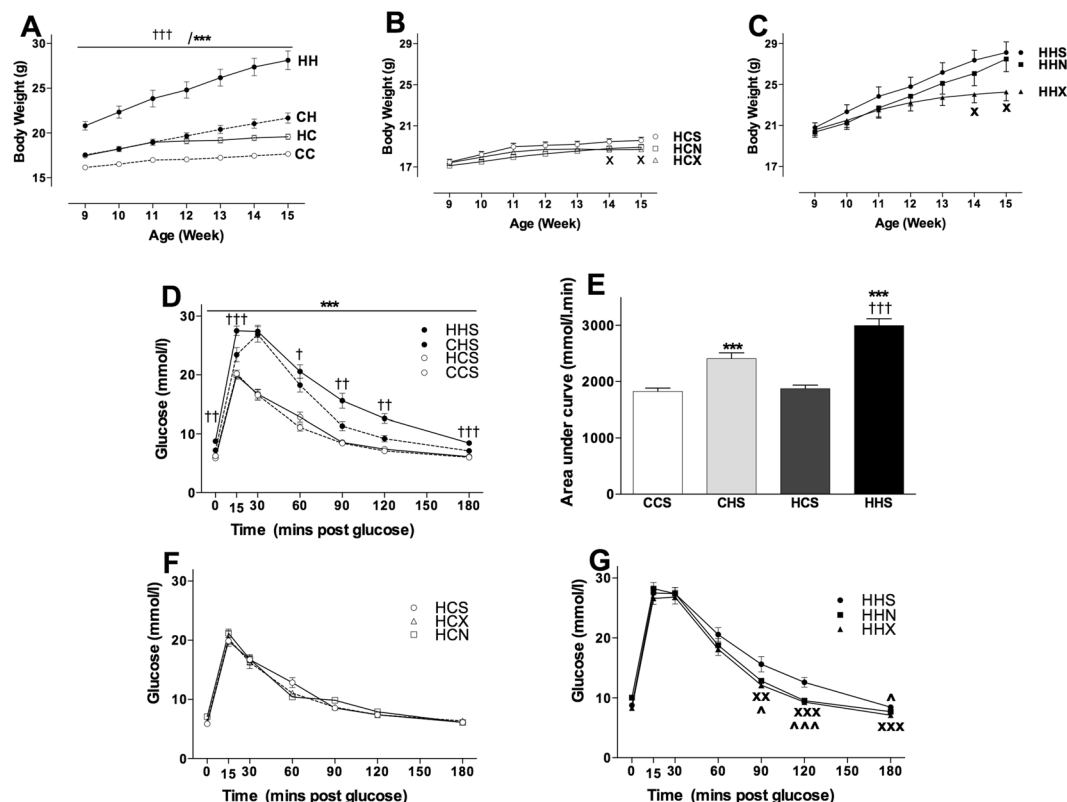 A
†††
/***
30
25
20
15
Body Weight (g)
HH
CH
HC
CC
9 10 11 12 13 14 15
Age (Week)
B
29
25
21
17
Body Weight (g)
HCS
HCN
HCX
X X
9 10 11 12 13 14 15
Age (Week)
C
29
25
21
17
Body Weight (g)
HHS
HHN
HHX
X X
9 10 11 12 13 14 15
Age (Week)
D
***
30
20
10
0
Glucose (mmol/l)
†† ††† † †† †† †††
HHS
CHS
HCS
CCS
0 15 30 60 90 120 180
Time (mins post glucose)
E
3000
2000
1000
0
Area under curve (mmol/l.min)
***
***
†††
CCS CHS HCS HHS
F
30
20
10
0
Glucose (mmol/l)
HCS
HCX
HCN
0 15 30 60 90 120 180
Time (mins post glucose)
G
30
20
10
0
Glucose (mmol/l)
HHS
HHN
HHX
^
XX XXX XXX
^ ^^^
0 15 30 60 90 120 180
Time (mins post glucose)